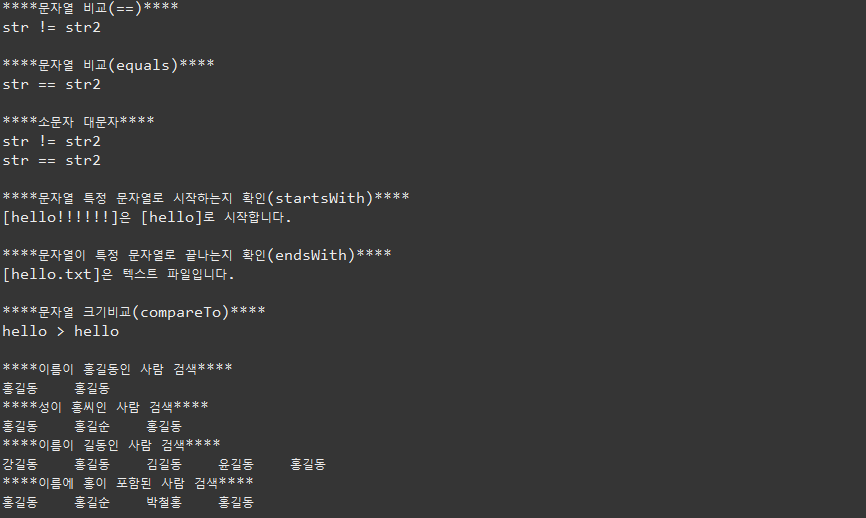 ****문자열 비교(==)****
str != str2
****문자열 비교(equals)****
str == str2
****소문자 대문자****
str != str2
str == str2
****문자열 특정 문자열로 시작하는지 확인(startsWith)****
[hello!!!!!!]은 [hello]로 시작합니다.
****문자열이 특정 문자열로 끝나는지 확인(endsWith)****
[hello.txt]은 텍스트 파일입니다.
****문자열 크기비교(compareTo)****
hello > hello
****이름이 홍길동인 사람 검색****
홍길동 홍길동
****성이 홍씨인 사람 검색****
홍길동 홍길순 홍길동
****이름이 길동인 사람 검색****
강길동 홍길동 김길동 윤길동 홍길동
****이름에 홍이 포함된 사람 검색****
홍길동 홍길순 박철홍 홍길동